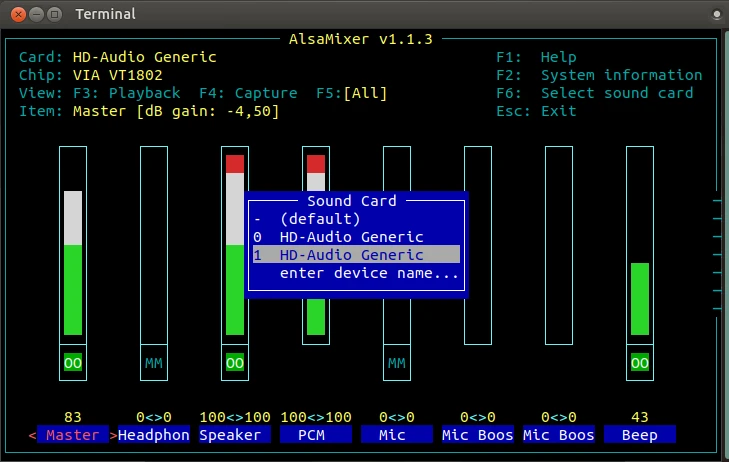 Terminal
AlsaMixer v1.1.3
Card: HD-Audio Generic F1: Help
Chip: VIA VT1802 F2: System information
View: F3: Playback F4: Capture F5:[All] F6: Select sound card
Item: Master [dB gain: -4,50] Esc: Exit
Sound Card
- (default)
0 HD-Audio Generic
1 HD-Audio Generic
enter device name...
OO MM OO MM OO
83 0<>0 100<>100 100<>100 0<>0 0<>0 0<>0 43
< Master >Headphon Speaker PCM Mic Mic Boos Mic Boos Beep